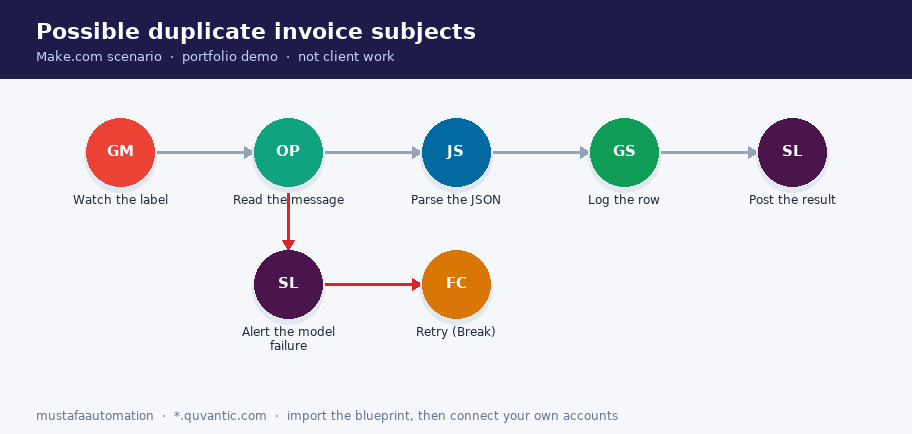 Possible duplicate invoice subjects
Make.com scenario · portfolio demo · not client work
GM
OP
JS
GS
SL
Watch the label
Read the message
Parse the JSON
Log the row
Post the result
SL
FC
Alert the model
failure
Retry (Break)
mustafaautomation · *.quvantic.com · import the blueprint, then connect your own accounts